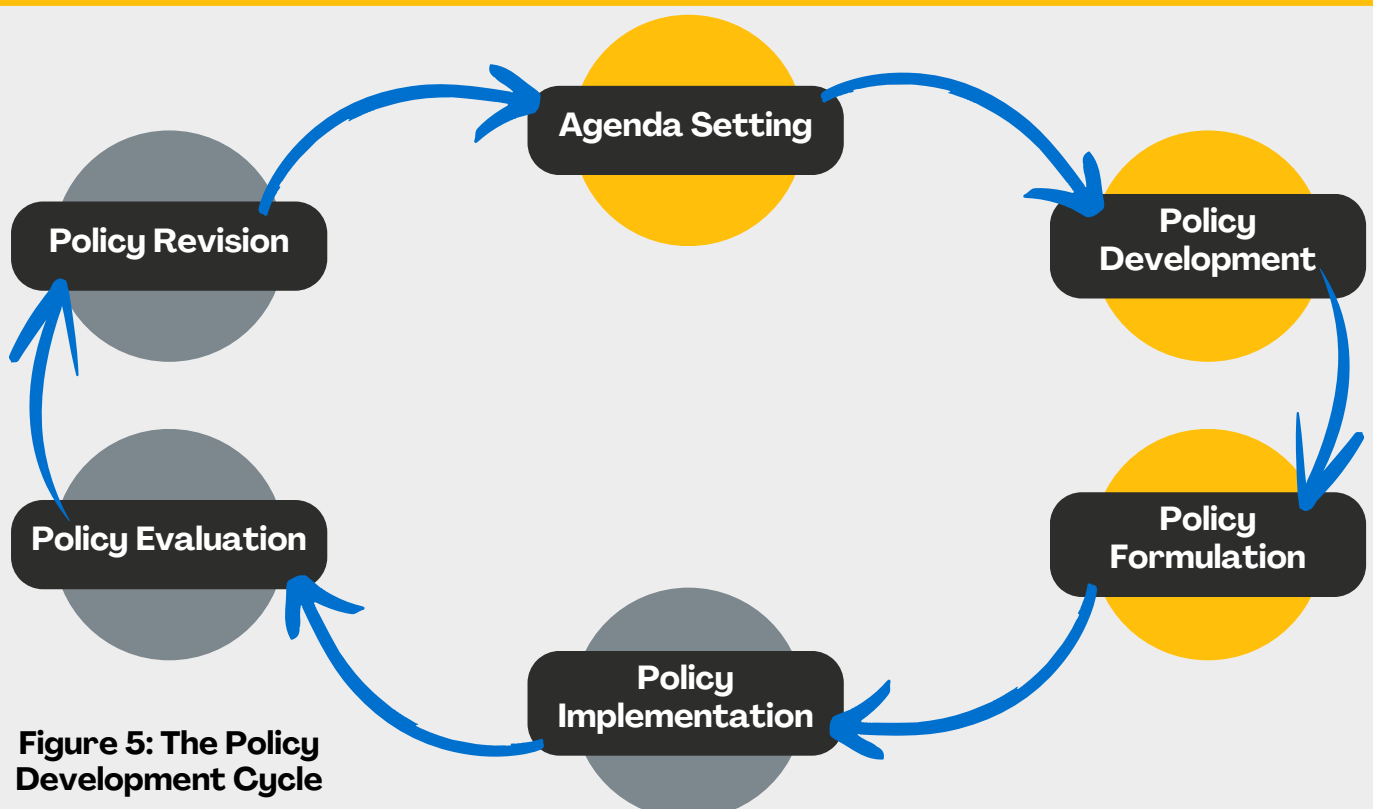 Agenda Setting
Policy
Development
Policy
Formulation
Policy
Implementation
Policy Evaluation
Policy Revision
Figure 5: The Policy
Development Cycle